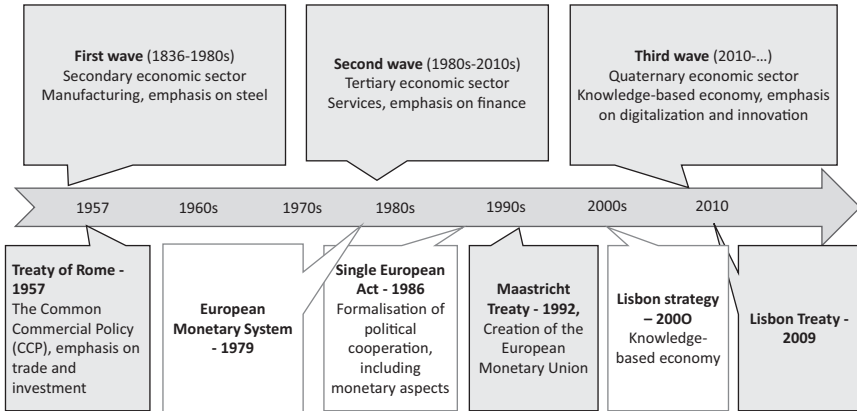 First wave (1836-1980s)
Secondary economic sector
Manufacturing, emphasis on steel
Second wave (1980s-2010s)
Tertiary economic sector
Services, emphasis on finance
Third wave (2010-...)
Quaternary economic sector
Knowledge-based economy, emphasis
on digitalization and innovation
1957
1960s
1970s
1980s
1990s
2000s
2010
Treaty of Rome -
1957
The Common
Commercial Policy
(CCP), emphasis on
trade and
investment
European
Monetary System
- 1979
Single European
Act - 1986
Formalisation of
political
cooperation,
including
monetary aspects
Maastricht
Treaty - 1992,
Creation of the
European
Monetary Union
Lisbon strategy
– 200O
Knowledge-
based economy
Lisbon Treaty -
2009